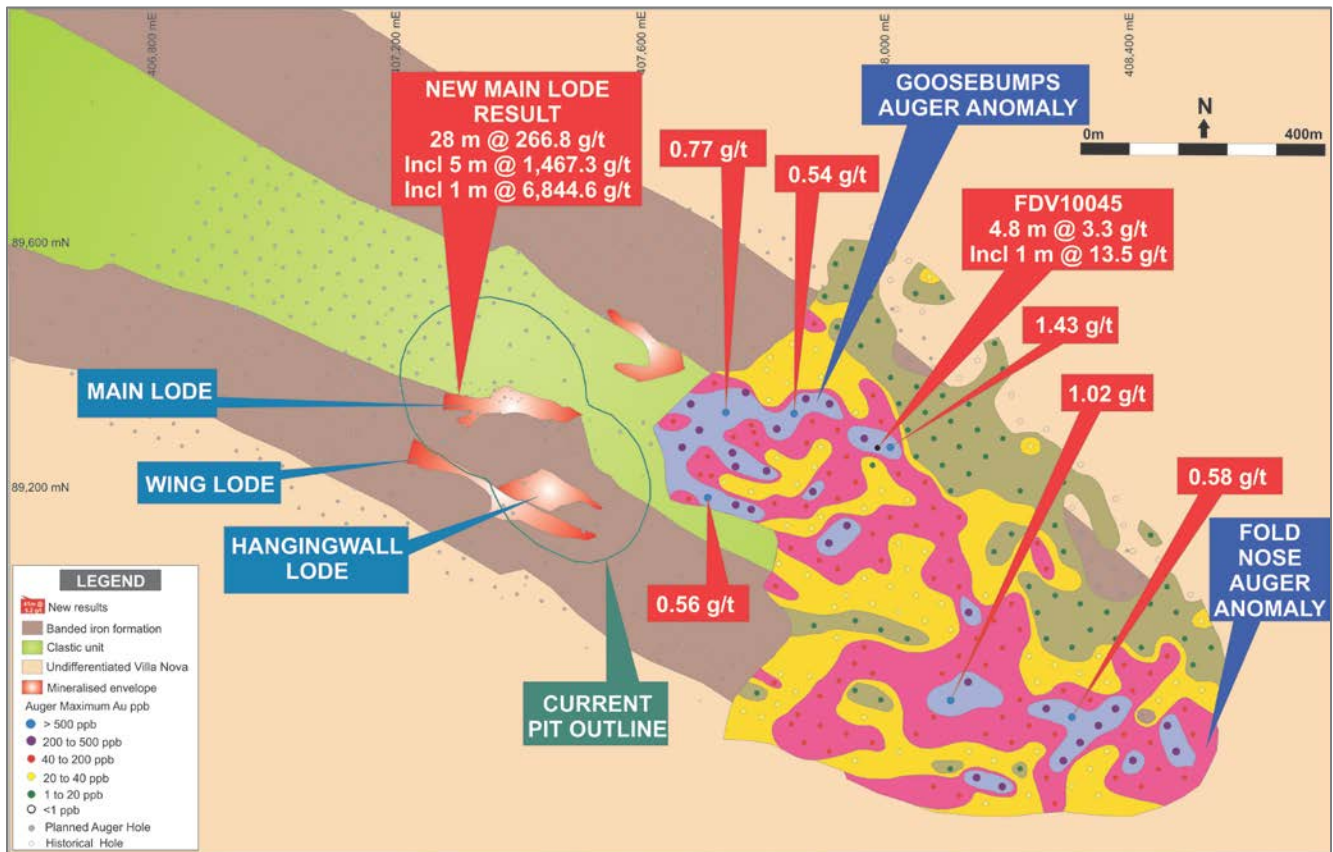 406,800 mE
407,200 mE
407,600 mE
408,400 mE
NEW MAIN LODE
RESULT
28 m @ 266.8 g/t
Incl 5 m @ 1,467.3 g/t
Incl 1 m @ 6,844.6 g/t
GOOSEBUMPS
AUGER ANOMALY
N
0m
400m
0.77 g/t
0.54 g/t
FDV10045
4.8 m @ 3.3 g/t
Incl 1 m @ 13.5 g/t
89,600 mN
1.43 g/t
MAIN LODE
1.02 g/t
WING LODE
89,200 mN
0.58 g/t
HANGINGWALL
LODE
FOLD
NOSE
AUGER
ANOMALY
0.56 g/t
CURRENT
PIT OUTLINE
LEGEND
New results
Banded iron formation
Clastic unit
Undifferentiated Villa Nova
Mineralised envelope
Auger Maximum Au ppb
> 500 ppb
200 to 500 ppb
40 to 200 ppb
20 to 40 ppb
1 to 20 ppb
<1 ppb
Planned Auger Hole
Historical Hole